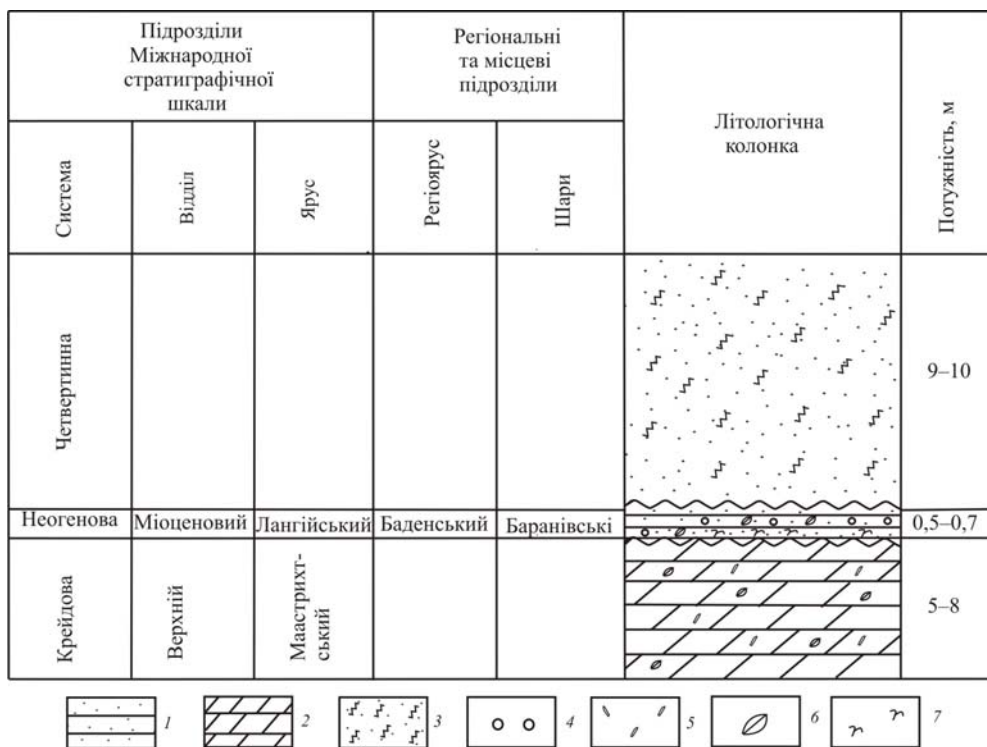 Підрозділи
Міжнародної
стратиграфічної
шкали
Регіональні
та місцеві
підрозділи
Літологічна
колонка
Потужність, м
Система
Відділ
Ярус
Регіоярус
Шари
Четвертинна
9–10
Неогенова
Міоценовий
Лангійський
Баденський
Баранівські
0,5–0,7
Крейдова
Верхній
Маастрихт-
ський
5–8
1
2
3
4
5
6
7